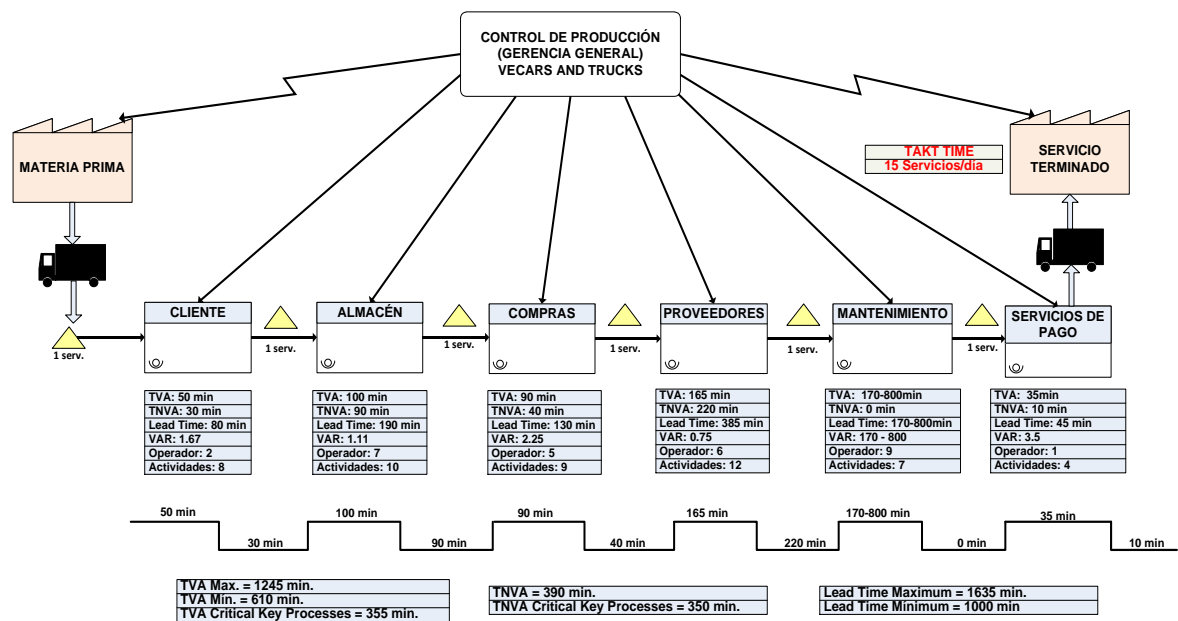 CONTROL DE PRODUCCIÓN
(GERENCIA GENERAL)
VECARS AND TRUCKS
MATERIA PRIMA
TAKT TIME
15 Servicios/dia
SERVICIO
TERMINADO
CLIENTE
ALMACÉN
COMPRAS
PROVEEDORES
MANTENIMIENTO
SERVICIOS DE
PAGO
1 serv.
1 serv.
1 serv.
1 serv.
1 serv.
1 serv.
TVA: 50 min
TNVA: 30 min
Lead Time: 80 min
VAR: 1.67
Operador: 2
Actividades: 8
TVA: 100 min
TNVA: 90 min
Lead Time: 190 min
VAR: 1.11
Operador: 7
Actividades: 10
TVA: 90 min
TNVA: 40 min
Lead Time: 130 min
VAR: 2.25
Operador: 5
Actividades: 9
TVA: 165 min
TNVA: 220 min
Lead Time: 385 min
VAR: 0.75
Operador: 6
Actividades: 12
TVA: 170-800 min
TNVA: 0 min
Lead Time: 170-800min
VAR: 170 - 800
Operador: 9
Actividades: 7
TVA: 35min
TNVA: 10 min
Lead Time: 45 min
VAR: 3.5
Operador: 1
Actividades: 4
50 min
30 min
100 min
90 min
90 min
40 min
165 min
220 min
170-800 min
0 min
35 min
10 min
TVA Max. = 1245 min.
TVA Mín. = 610 min.
TVA Critical Key Processes = 355 min.
TNVA = 390 min.
TNVA Critical Key Processes = 350 min.
Lead Time Maximum = 1635 min.
Lead Time Mínimum = 1000 min